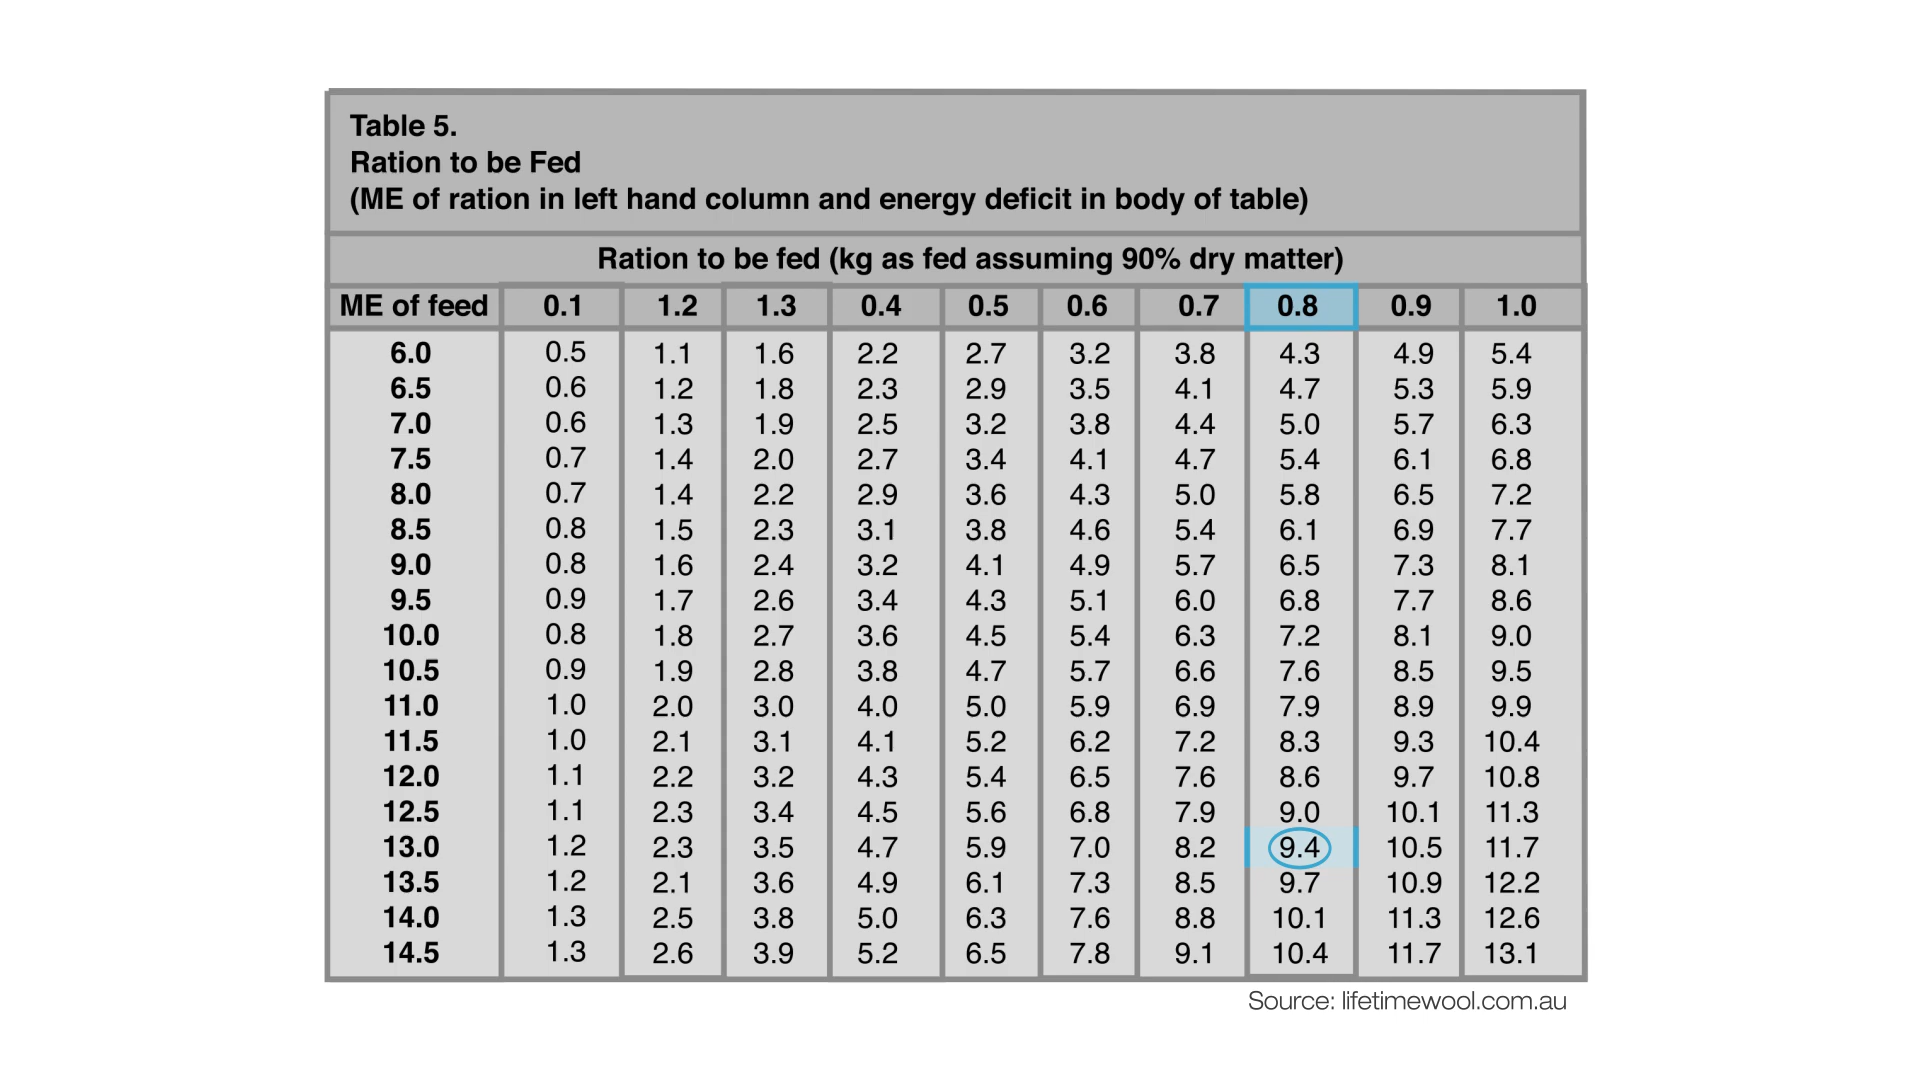 Table 5.
Ration to be Fed
(ME of ration in left hand column and energy deficit in body of table)
Ration to be fed (kg as fed assuming 90% dry matter)
ME of feed 0.1 1.2 1.3 0.4 0.5 0.6 0.7 0.8 0.9 1.0
6.0 0.5 1.1 1.6 2.2 2.7 3.2 3.8 4.3 4.9 5.4
6.5 0.6 1.2 1.8 2.3 2.9 3.5 4.1 4.7 5.3 5.9
7.0 0.6 1.3 1.9 2.5 3.2 3.8 4.4 5.0 5.7 6.3
7.5 0.7 1.4 2.0 2.7 3.4 4.1 4.7 5.4 6.1 6.8
8.0 0.7 1.4 2.2 2.9 3.6 4.3 5.0 5.8 6.5 7.2
8.5 0.8 1.5 2.3 3.1 3.8 4.6 5.4 6.1 6.9 7.7
9.0 0.8 1.6 2.4 3.2 4.1 4.9 5.7 6.5 7.3 8.1
9.5 0.9 1.7 2.6 3.4 4.3 5.1 6.0 6.8 7.7 8.6
10.0 0.8 1.8 2.7 3.6 4.5 5.4 6.3 7.2 8.1 9.0
10.5 0.9 1.9 2.8 3.8 4.7 5.7 6.6 7.6 8.5 9.5
11.0 1.0 2.0 3.0 4.0 5.0 5.9 6.9 7.9 8.9 9.9
11.5 1.0 2.1 3.1 4.1 5.2 6.2 7.2 8.3 9.3 10.4
12.0 1.1 2.2 3.2 4.3 5.4 6.5 7.6 8.6 9.7 10.8
12.5 1.1 2.3 3.4 4.5 5.6 6.8 7.9 9.0 10.1 11.3
13.0 1.2 2.3 3.5 4.7 5.9 7.0 8.2 9.4 10.5 11.7
13.5 1.2 2.1 3.6 4.9 6.1 7.3 8.5 9.7 10.9 12.2
14.0 1.3 2.5 3.8 5.0 6.3 7.6 8.8 10.1 11.3 12.6
14.5 1.3 2.6 3.9 5.2 6.5 7.8 9.1 10.4 11.7 13.1
Source: lifetimewool.com.au